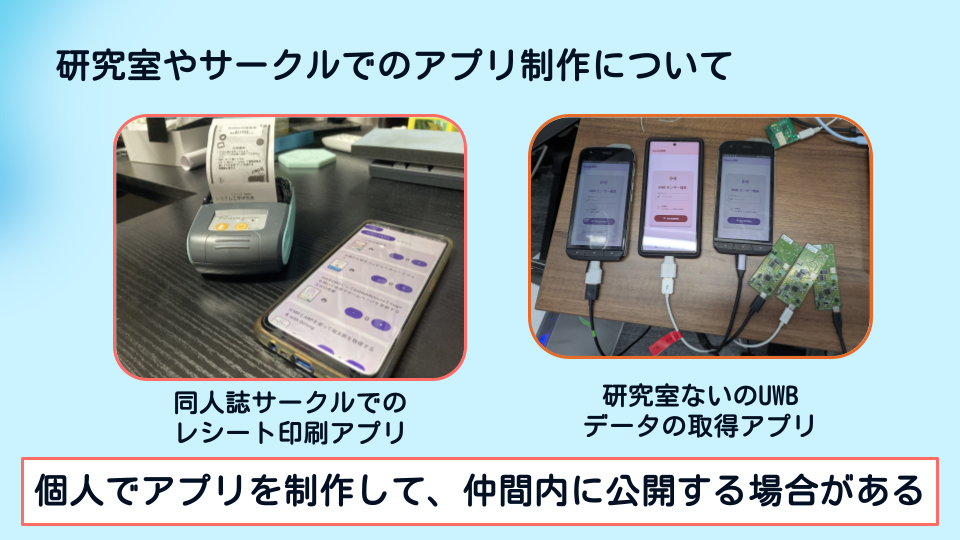 研究室やサークルでのアプリ制作について
同人誌サークルでの
レシート印刷アプリ
研究室ないのUWB
データの取得アプリ
個人でアプリを制作して、仲間内に公開する場合がある